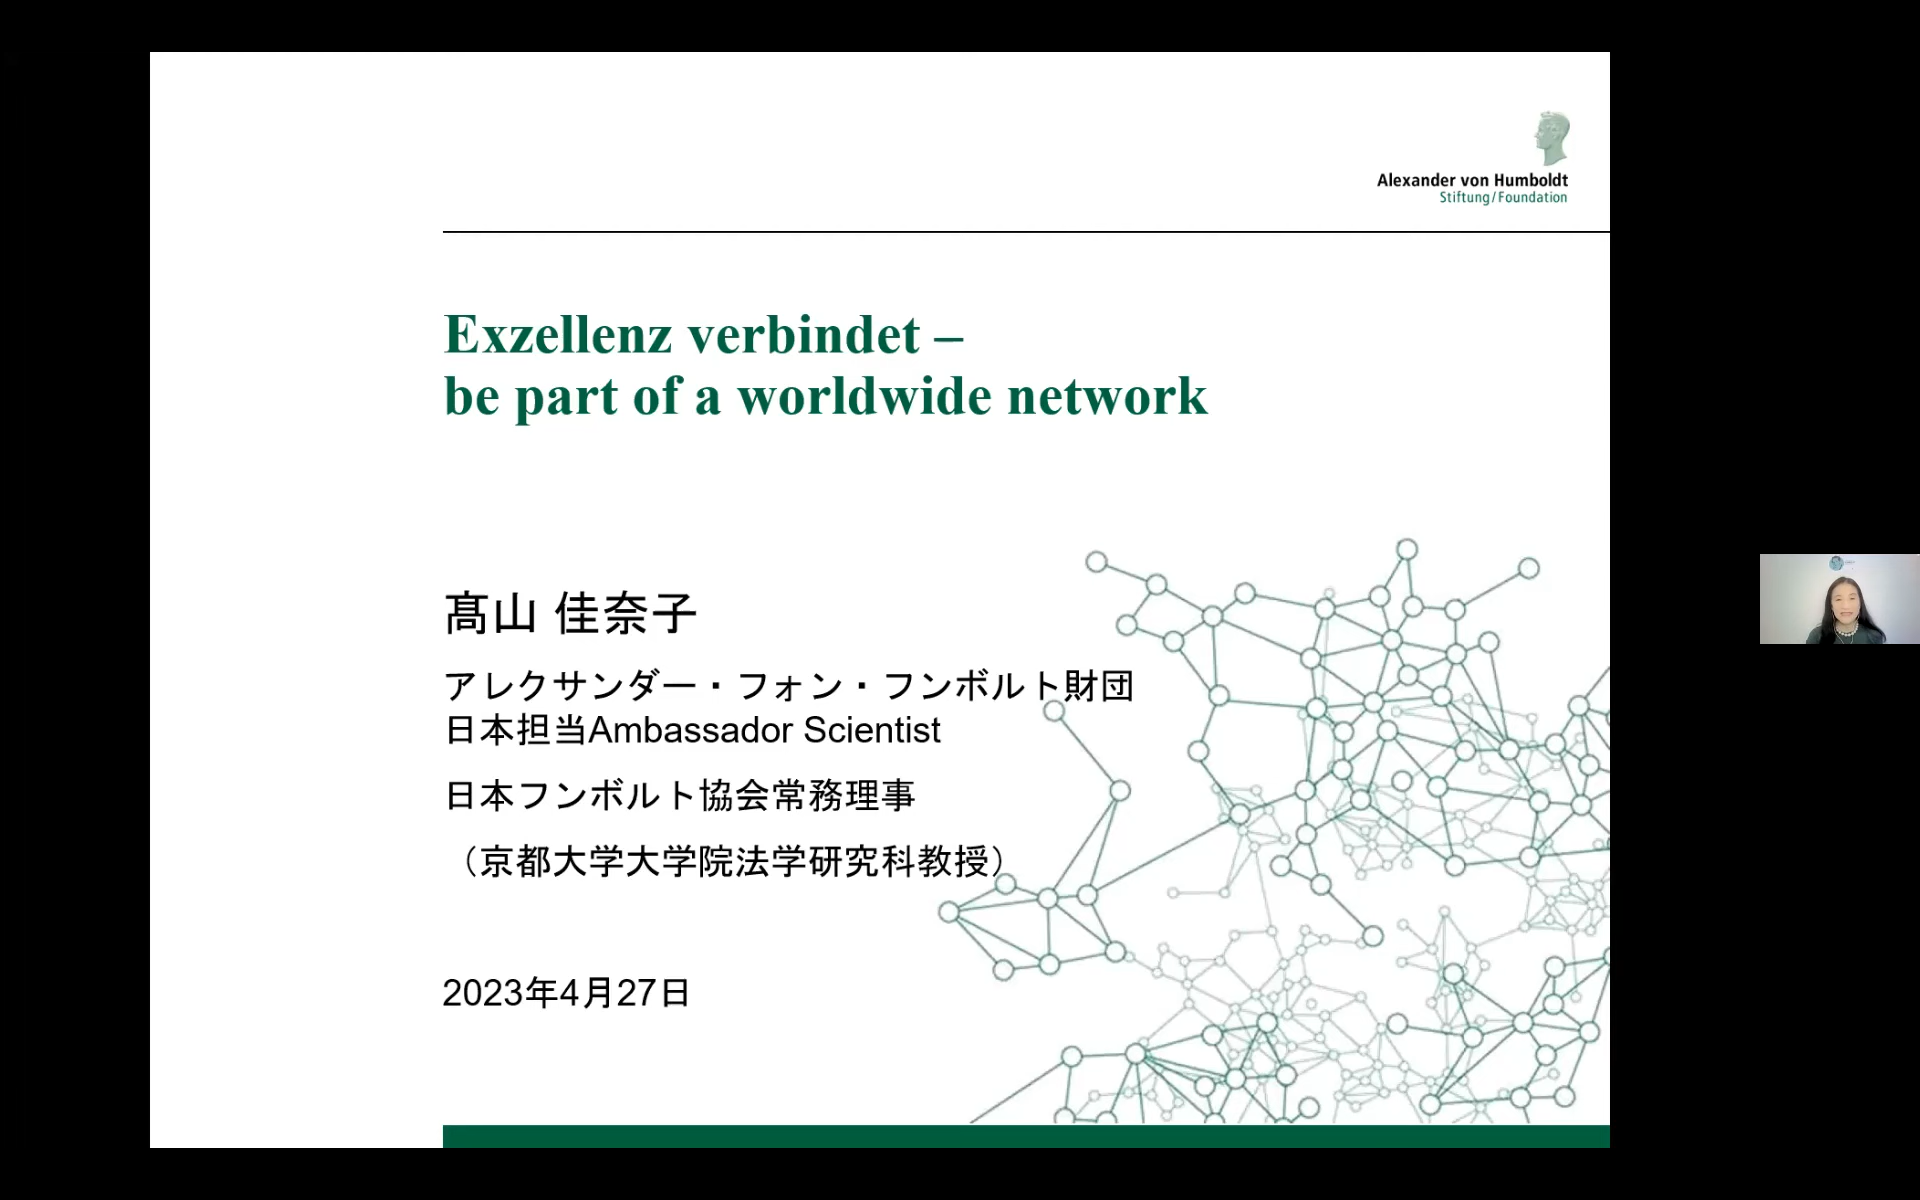 Alexander von Humboldt
Stiftung/Foundation
Exzellenz verbindet –
be part of a worldwide network
髙山 佳奈子
アレクサンダー・フォン・フンボルト財団
日本担当Ambassador Scientist
日本フンボルト協会常務理事
（京都大学大学院法学研究科教授）
2023年4月27日